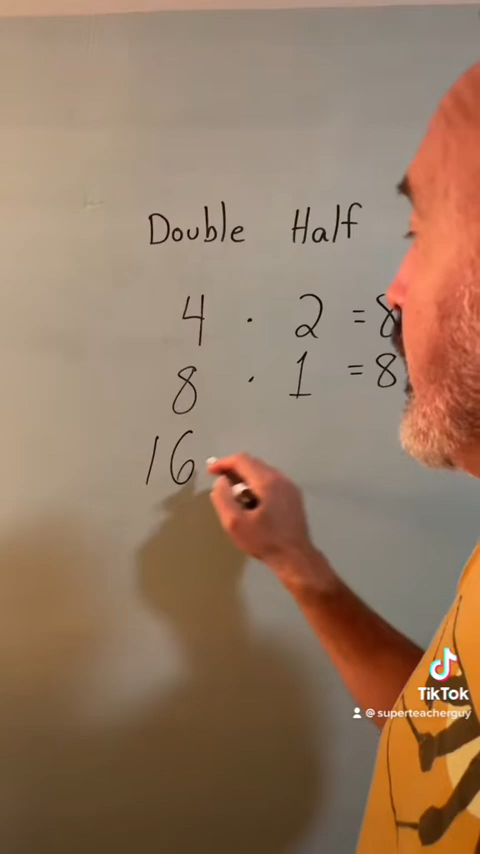 Double Half
4 · 2 = 8
8 · 1 = 8
16
TikTok
@superteacherguy